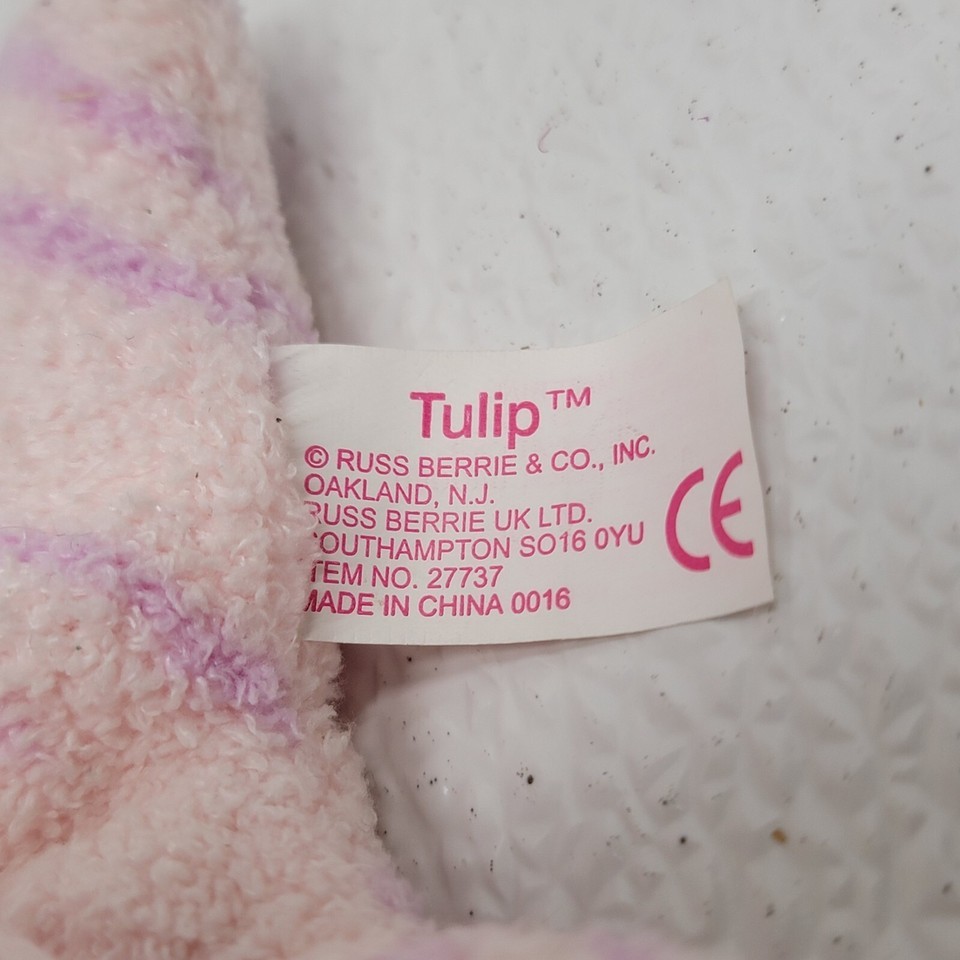 Tulip™
© RUSS BERRIE & CO., INC.
OAKLAND, N.J.
RUSS BERRIE UK LTD.
SOUTHAMPTON SO16 0YU
ITEM NO. 27737
MADE IN CHINA 0016
CE